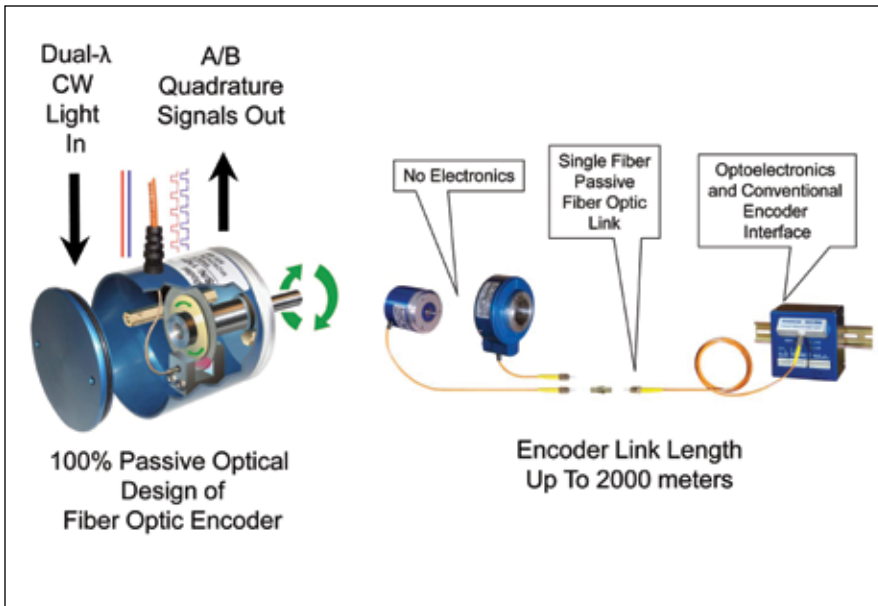 Dual-λ
CW
Light
In
A/B
Quadrature
Signals Out
No Electronics
Single Fiber
Passive
Fiber Optic
Link
Optoelectronics
and Conventional
Encoder
Interface
100% Passive Optical
Design of
Fiber Optic Encoder
Encoder Link Length
Up To 2000 meters